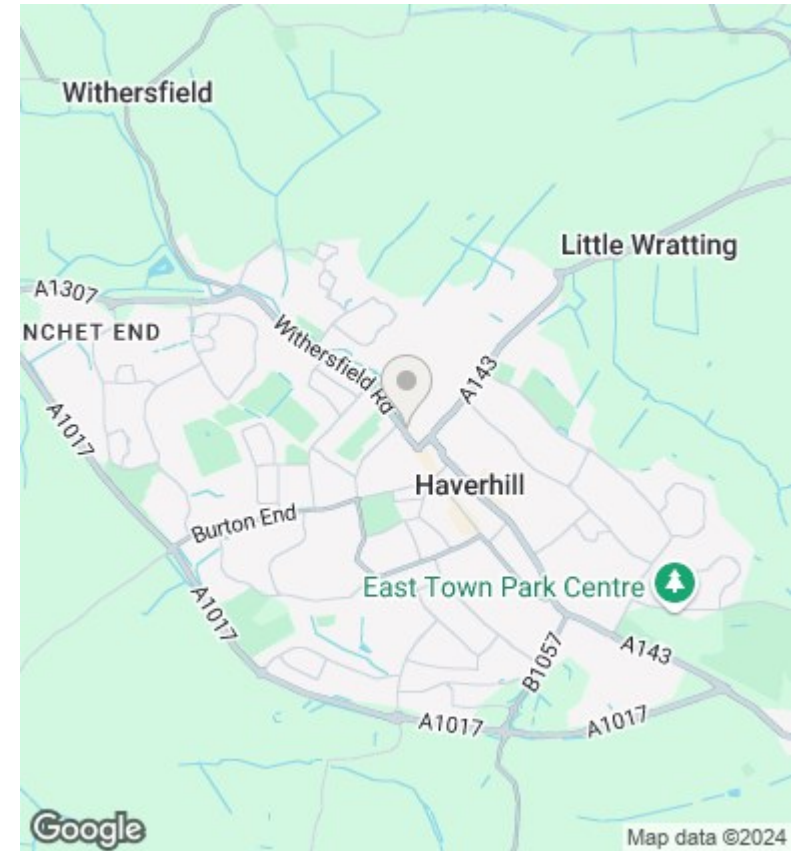 Withersfield
Little Wratting
A1307
NCHET END
Withersfield Rd
A143
A1017
Haverhill
Burton End
East Town Park Centre
A1017
A143
B1057
A1017
A1017
Google
Map data ©2024